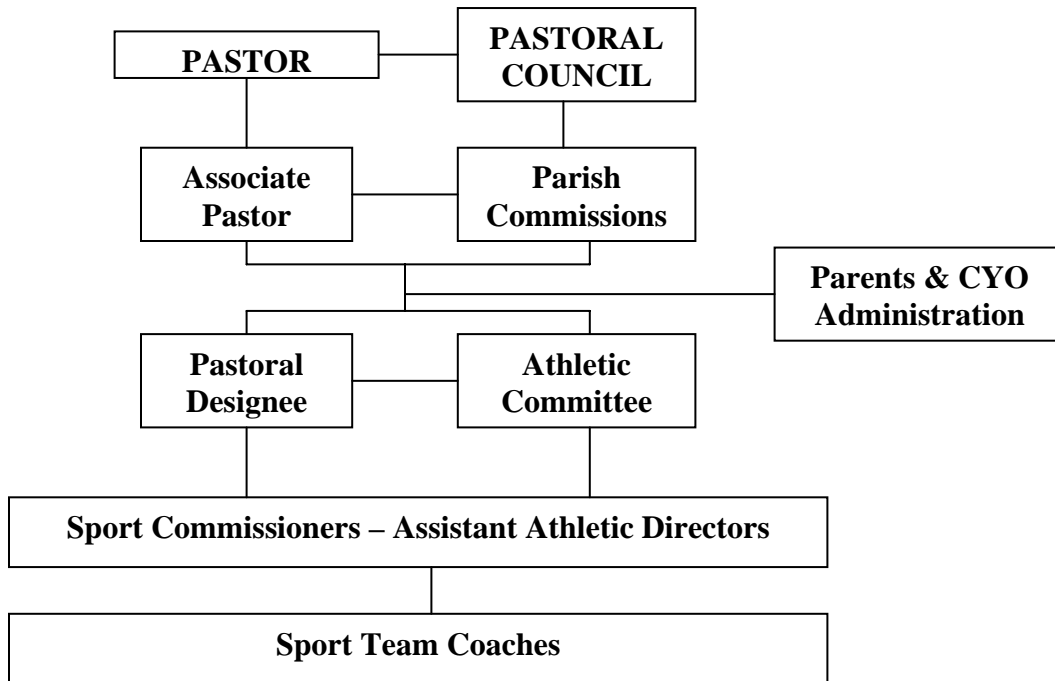 PASTOR
PASTORAL
COUNCIL
Associate
Pastor
Parish
Commissions
Parents & CYO
Administration
Pastoral
Designee
Athletic
Committee
Sport Commissioners – Assistant Athletic Directors
Sport Team Coaches